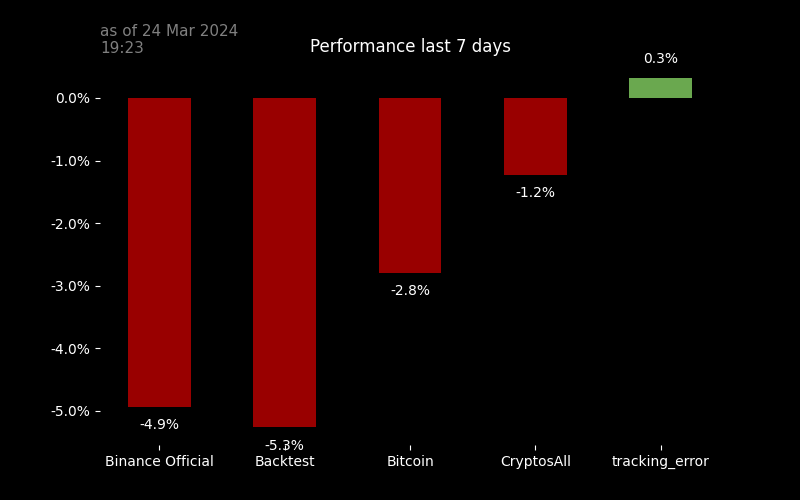 as of 24 Mar 2024
19:23
Performance last 7 days
0.3%
0.0%
-1.0%
-1.2%
-2.0%
-3.0%
-2.8%
-4.0%
-5.0%
-4.9%
-5.3%
Binance Official
Backtest
Bitcoin
CryptosAll
tracking_error